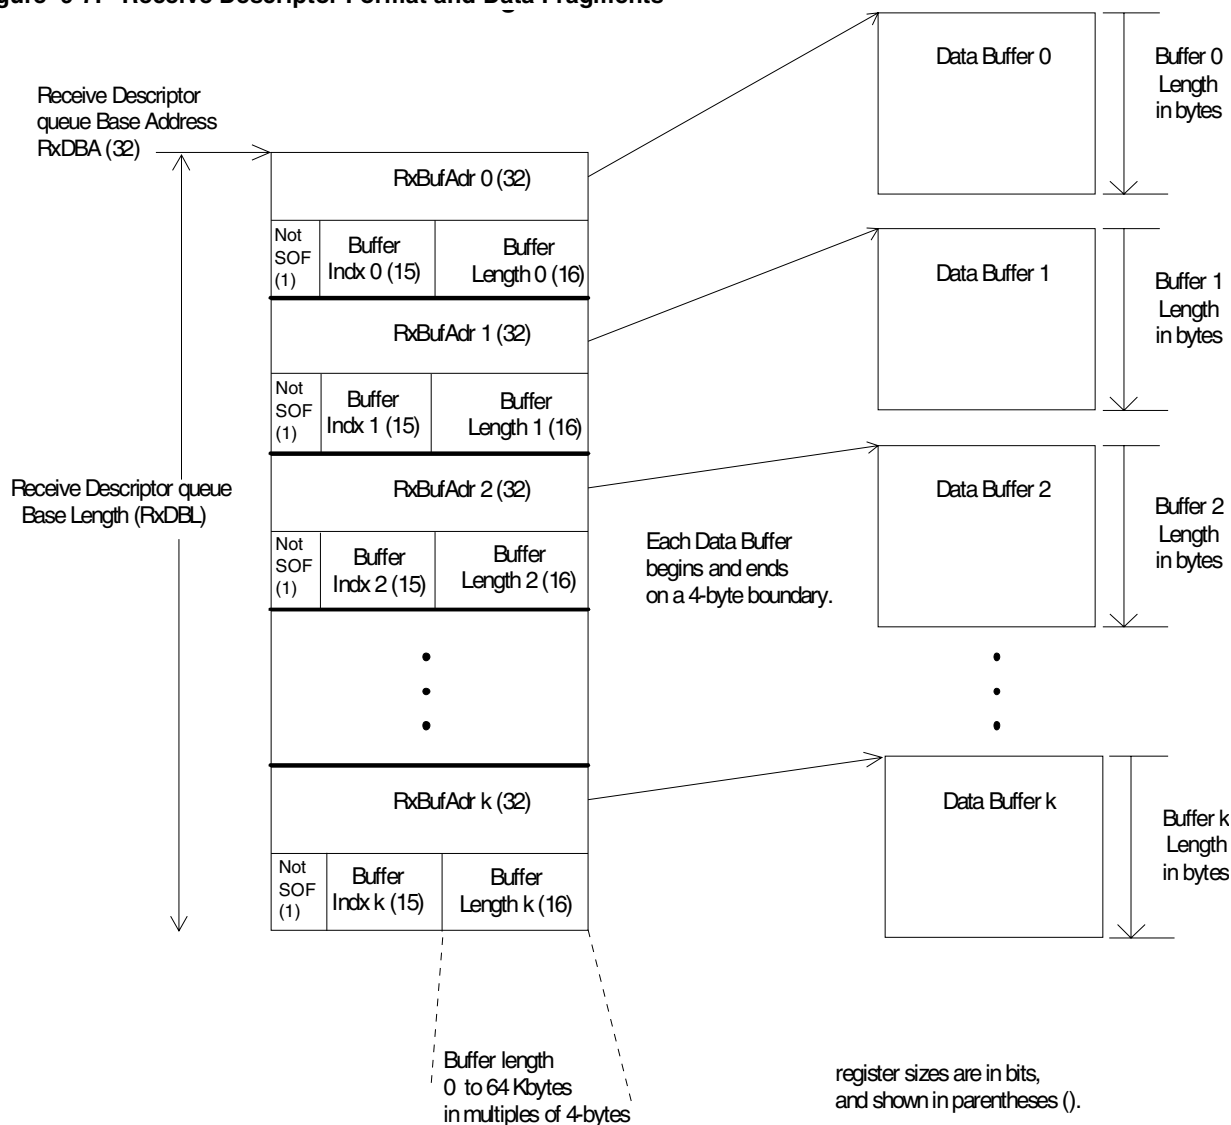 Receive Descriptor Format and Data Fragments
Receive Descriptor
queue Base Address
RxDBA (32)
Receive Descriptor queue
Base Length (RxDBL)
RxBufAdr 0 (32)
Not
SOF
(1)
Buffer
Indx 0 (15)
Buffer
Length 0 (16)
RxBufAdr 1 (32)
Not
SOF
(1)
Buffer
Indx 1 (15)
Buffer
Length 1 (16)
RxBufAdr 2 (32)
Not
SOF
(1)
Buffer
Indx 2 (15)
Buffer
Length 2 (16)
RxBufAdr k (32)
Not
SOF
(1)
Buffer
Indx k (15)
Buffer
Length k (16)
Buffer length
0 to 64 Kbytes
in multiples of 4-bytes
Each Data Buffer
begins and ends
on a 4-byte boundary.
Data Buffer 0
Buffer 0
Length
in bytes
Data Buffer 1
Buffer 1
Length
in bytes
Data Buffer 2
Buffer 2
Length
in bytes
Data Buffer k
Buffer k
Length
in bytes
register sizes are in bits,
and shown in parentheses ().